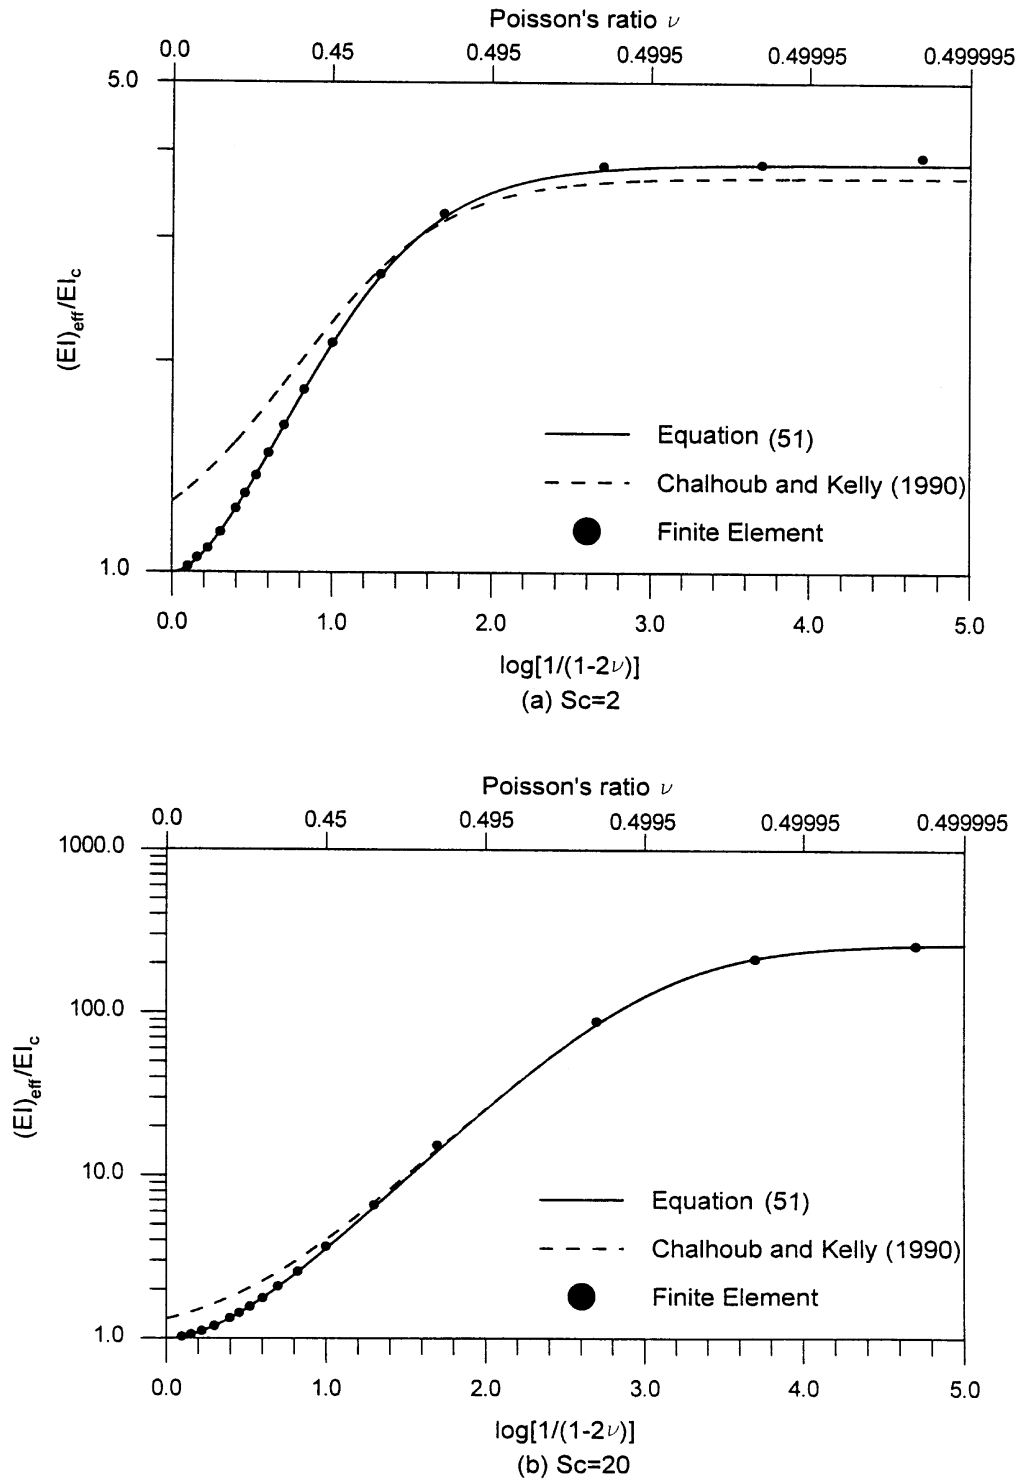 Poisson's ratio ν
0.0 0.45 0.495 0.4995 0.49995 0.499995
5.0
(EI)eff/EIc
Equation (51)
Chalhoub and Kelly (1990)
Finite Element
1.0
0.0 1.0 2.0 3.0 4.0 5.0
log[1/(1-2ν)]
(a) Sc=2
Poisson's ratio ν
0.0 0.45 0.495 0.4995 0.49995 0.499995
1000.0
100.0
(EI)eff/EIc
10.0
Equation (51)
Chalhoub and Kelly (1990)
Finite Element
1.0
0.0 1.0 2.0 3.0 4.0 5.0
log[1/(1-2ν)]
(b) Sc=20